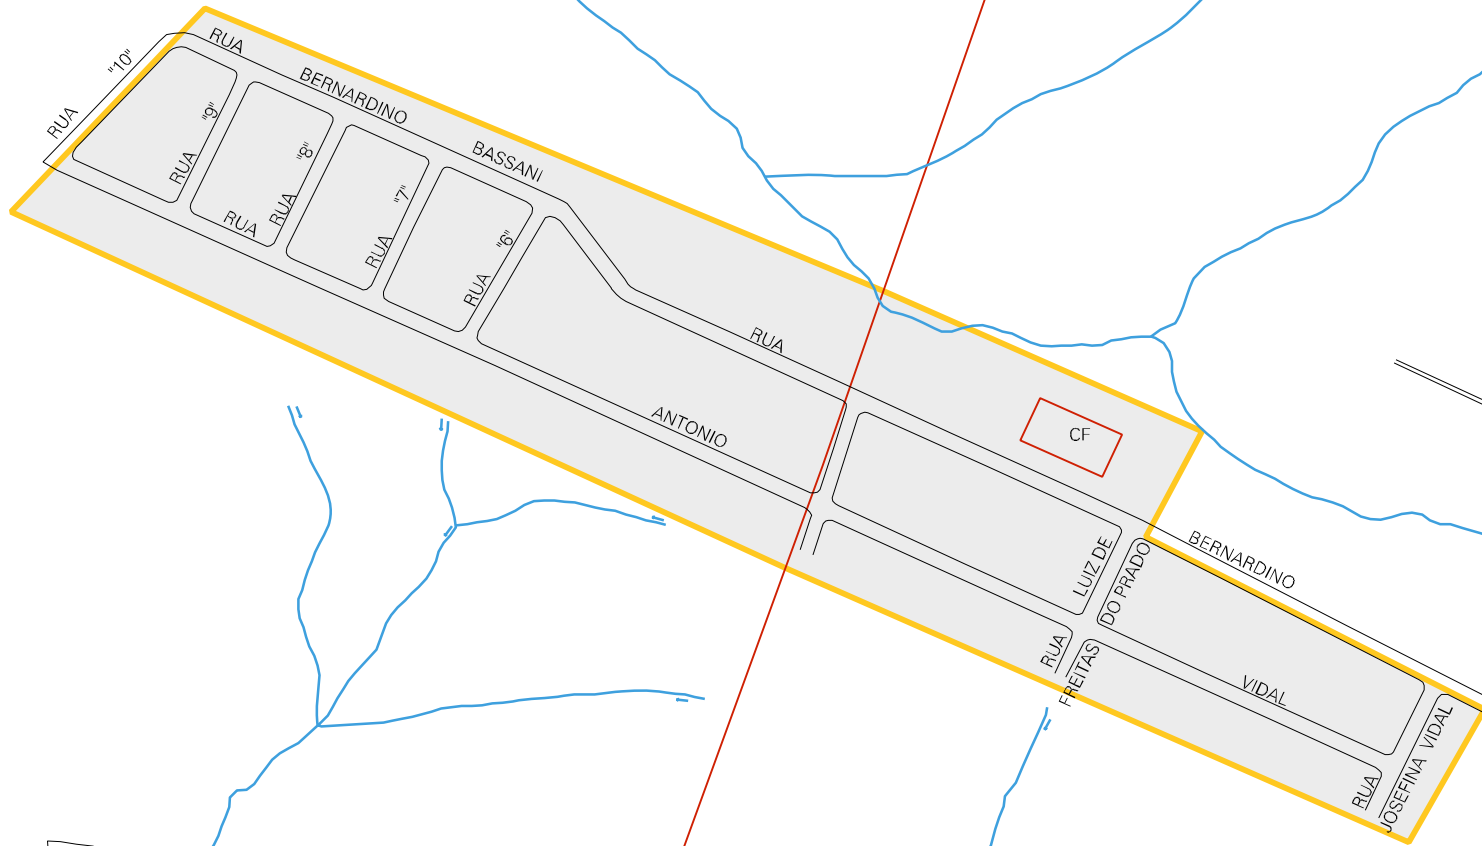 RUA "10"
RUA BERNARDINO BASSANI
RUA "9"
RUA "8"
RUA "7"
RUA "6"
RUA ANTONIO VIDAL
RUA BERNARDINO
CF
RUA LUIZ DE
FREITAS DO PRADO
RUA
JOSEFINA VIDAL